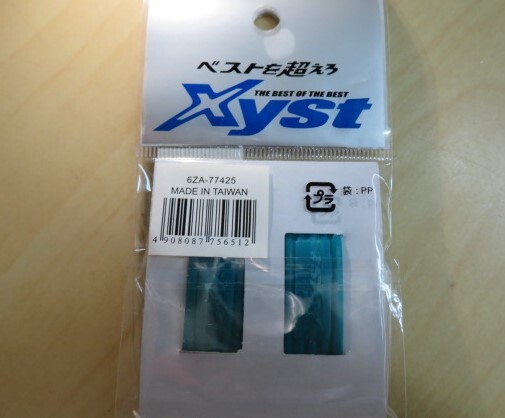 ベストを超えろ
THE BEST OF THE BEST
Xyst
6ZA-77425
MADE IN TAIWAN
4 908087 756512
プラ
袋:PP